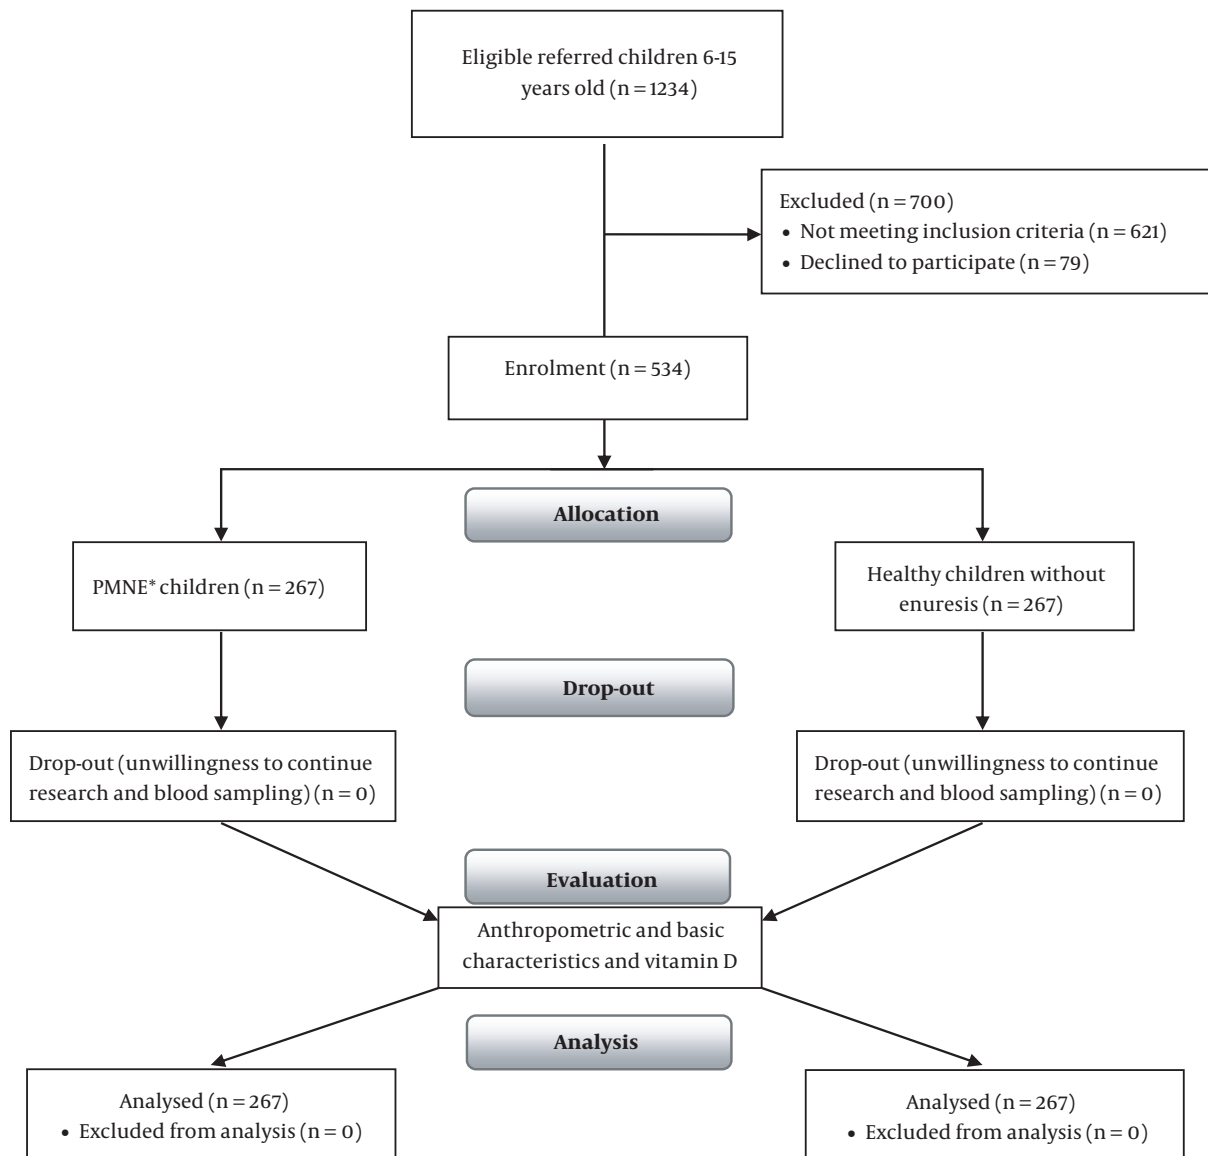 Eligible referred children 6-15
years old (n = 1234)
Excluded (n = 700)
• Not meeting inclusion criteria (n = 621)
• Declined to participate (n = 79)
Enrolment (n = 534)
Allocation
PMNE* children (n = 267)
Healthy children without
enuresis (n = 267)
Drop-out
Drop-out (unwillingness to continue
research and blood sampling) (n = 0)
Drop-out (unwillingness to continue
research and blood sampling) (n = 0)
Evaluation
Anthropometric and basic
characteristics and vitamin D
Analysis
Analysed (n = 267)
• Excluded from analysis (n = 0)
Analysed (n = 267)
• Excluded from analysis (n = 0)